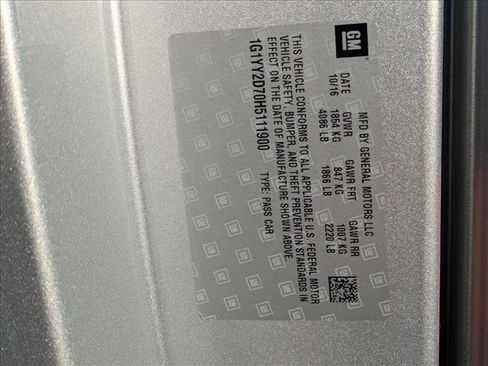 GM
MFD BY GENERAL MOTORS LLC
DATE GVWR GAWR FRT GAWR RR
10/16 1854 KG 847 KG 1007 KG
4086 LB 1866 LB 2220 LB
THIS VEHICLE CONFORMS TO ALL APPLICABLE U.S. FEDERAL MOTOR
VEHICLE SAFETY, BUMPER, AND THEFT PREVENTION STANDARDS IN
EFFECT ON THE DATE OF MANUFACTURE SHOWN ABOVE.
1G1YY2D70H5111900 TYPE: PASS CAR